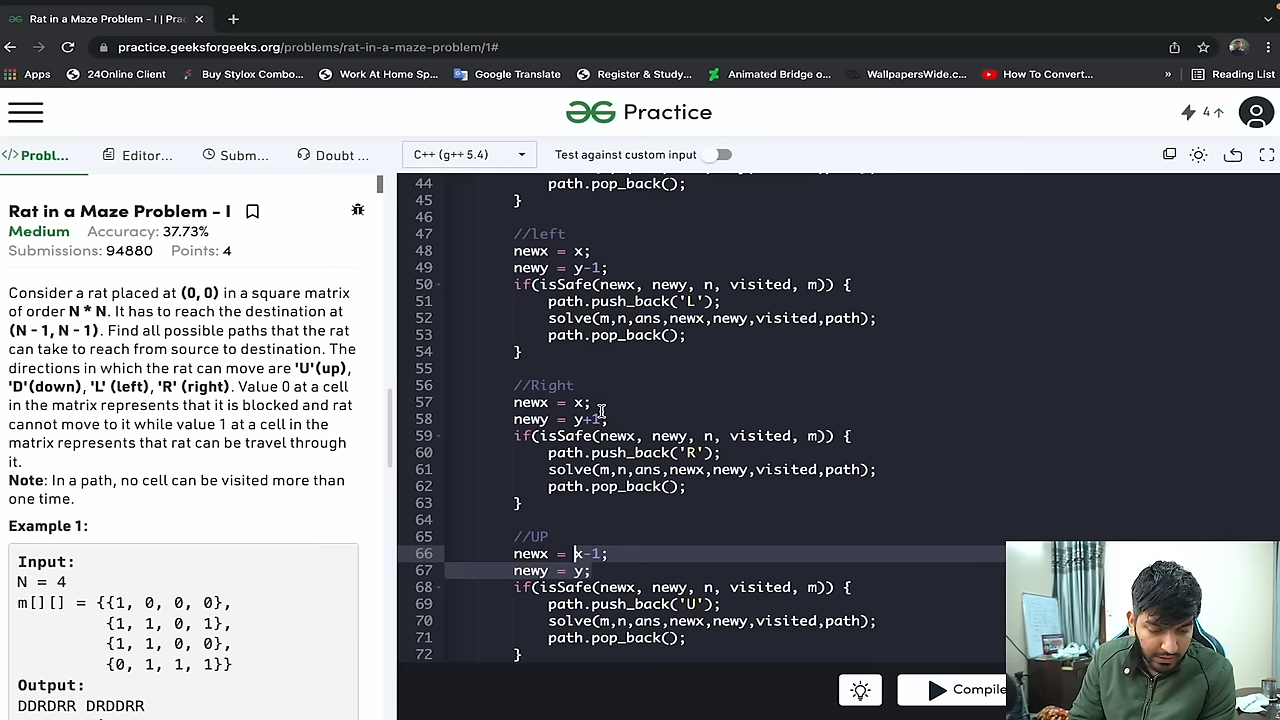 Rat in a Maze Problem - I | Prac
practice.geeksforgeeks.org/problems/rat-in-a-maze-problem/1#
Apps 24Online Client Buy Stylox Combo... Work At Home Sp... Google Translate Register & Study... Animated Bridge o... WallpapersWide.c... How To Convert... » Reading List
Practice
4
</> Probl... Editor... Subm... Doubt ...
C++ (g++ 5.4) Test against custom input
Rat in a Maze Problem - I
Medium Accuracy: 37.73%
Submissions: 94880 Points: 4
Consider a rat placed at (0, 0) in a square matrix
of order N * N. It has to reach the destination at
(N - 1, N - 1). Find all possible paths that the rat
can take to reach from source to destination. The
directions in which the rat can move are 'U'(up),
'D'(down), 'L' (left), 'R' (right). Value 0 at a cell
in the matrix represents that it is blocked and rat
cannot move to it while value 1 at a cell in the
matrix represents that rat can be travel through
it.
Note: In a path, no cell can be visited more than
one time.
Example 1:
Input:
N = 4
m[][] = {{1, 0, 0, 0},
{1, 1, 0, 1},
{1, 1, 0, 0},
{0, 1, 1, 1}}
Output:
DDRDRR DRDDRR
44 path.pop_back();
45 }
46
47 //left
48 newx = x;
49 newy = y-1;
50 if(isSafe(newx, newy, n, visited, m)) {
51 path.push_back('L');
52 solve(m,n,ans,newx,newy,visited,path);
53 path.pop_back();
54 }
55
56 //Right
57 newx = x;
58 newy = y+1;
59 if(isSafe(newx, newy, n, visited, m)) {
60 path.push_back('R');
61 solve(m,n,ans,newx,newy,visited,path);
62 path.pop_back();
63 }
64
65 //UP
66 newx = x-1;
67 newy = y;
68 if(isSafe(newx, newy, n, visited, m)) {
69 path.push_back('U');
70 solve(m,n,ans,newx,newy,visited,path);
71 path.pop_back();
72 }
Compile